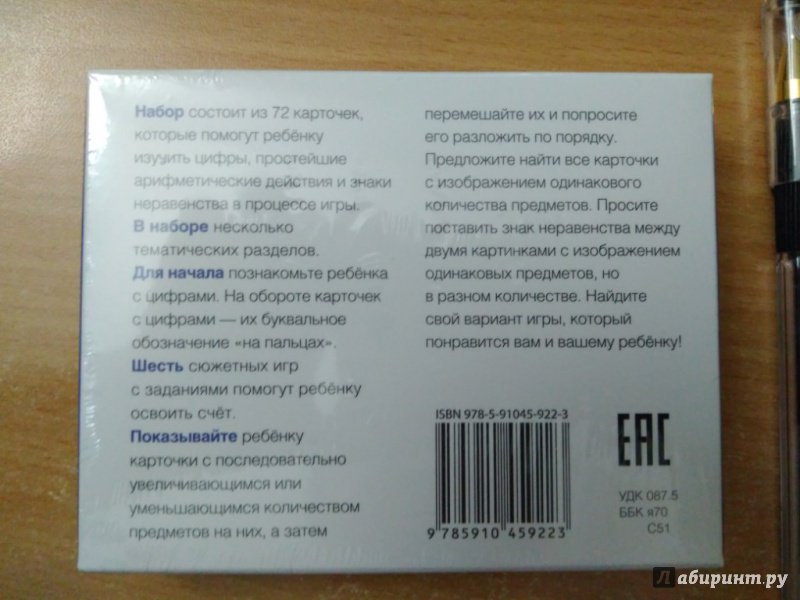 Набор состоит из 72 карточек,
которые помогут ребёнку
изучить цифры, простейшие
арифметические действия и знаки
неравенства в процессе игры.
В наборе несколько
тематических разделов.
Для начала познакомьте ребёнка
с цифрами. На обороте карточек
с цифрами — их буквальное
обозначение «на пальцах».
Шесть сюжетных игр
с заданиями помогут ребёнку
освоить счёт.
Показывайте ребёнку
карточки с последовательно
увеличивающимся или
уменьшающимся количеством
предметов на них, а затем
перемешайте их и попросите
его разложить по порядку.
Предложите найти все карточки
с изображением одинакового
количества предметов. Просите
поставить знак неравенства между
двумя картинками с изображением
одинаковых предметов, но
в разном количестве. Найдите
свой вариант игры, который
понравится вам и вашему ребёнку!
ISBN 978-5-91045-922-3
9 785910 459223
ЕАС
УДК 087.5
ББК я70
С51
Лабиринт.ру